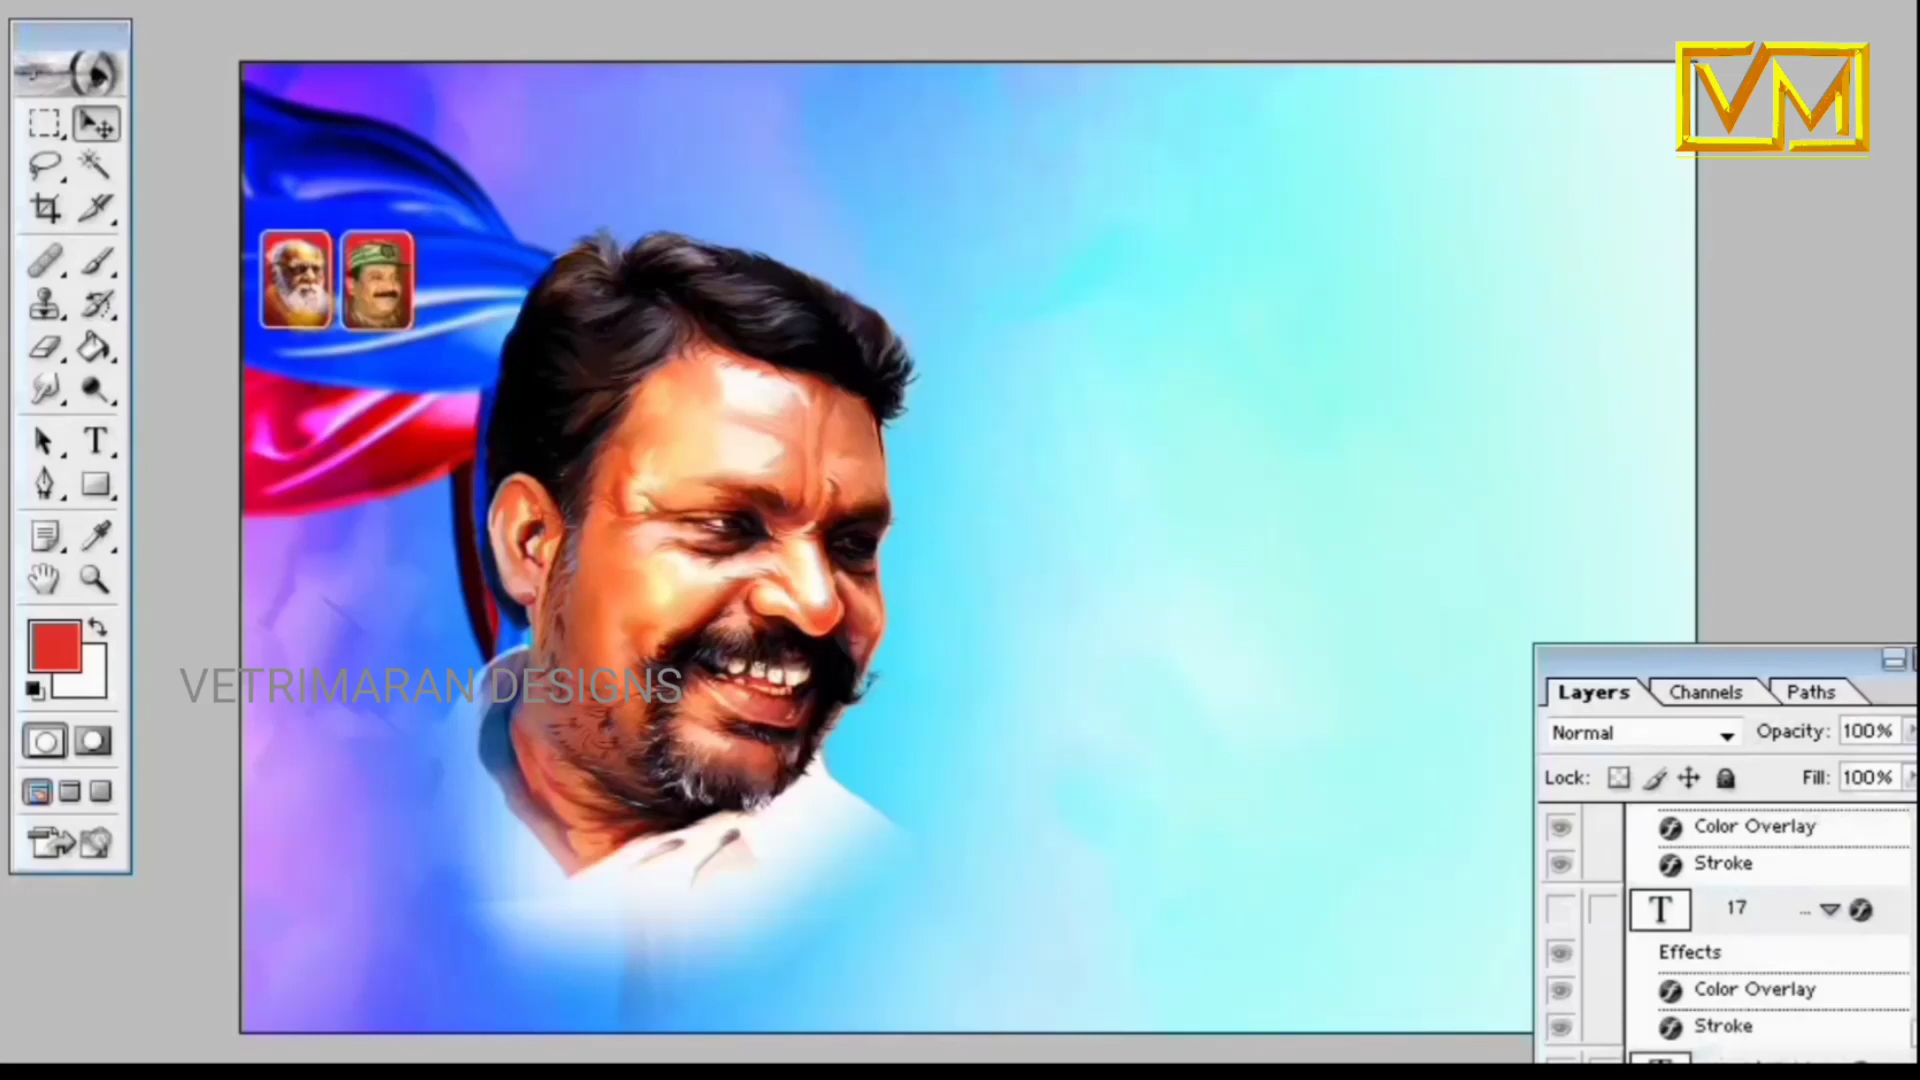 VM
VETRIMARAN DESIGNS
T
Layers Channels Paths
Normal Opacity: 100%
Lock: Fill: 100%
Color Overlay
Stroke
T 17 ...
Effects
Color Overlay
Stroke